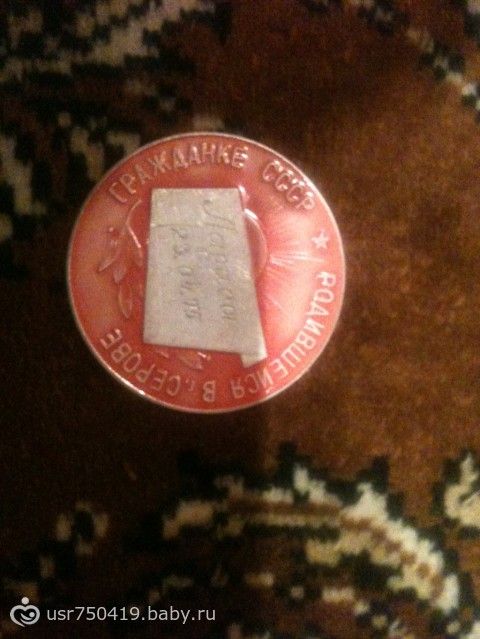 ГРАЖДАНКЕ СССР
РОДИВШЕЙСЯ В г. СЕРОВЕ
usr750419.baby.ru